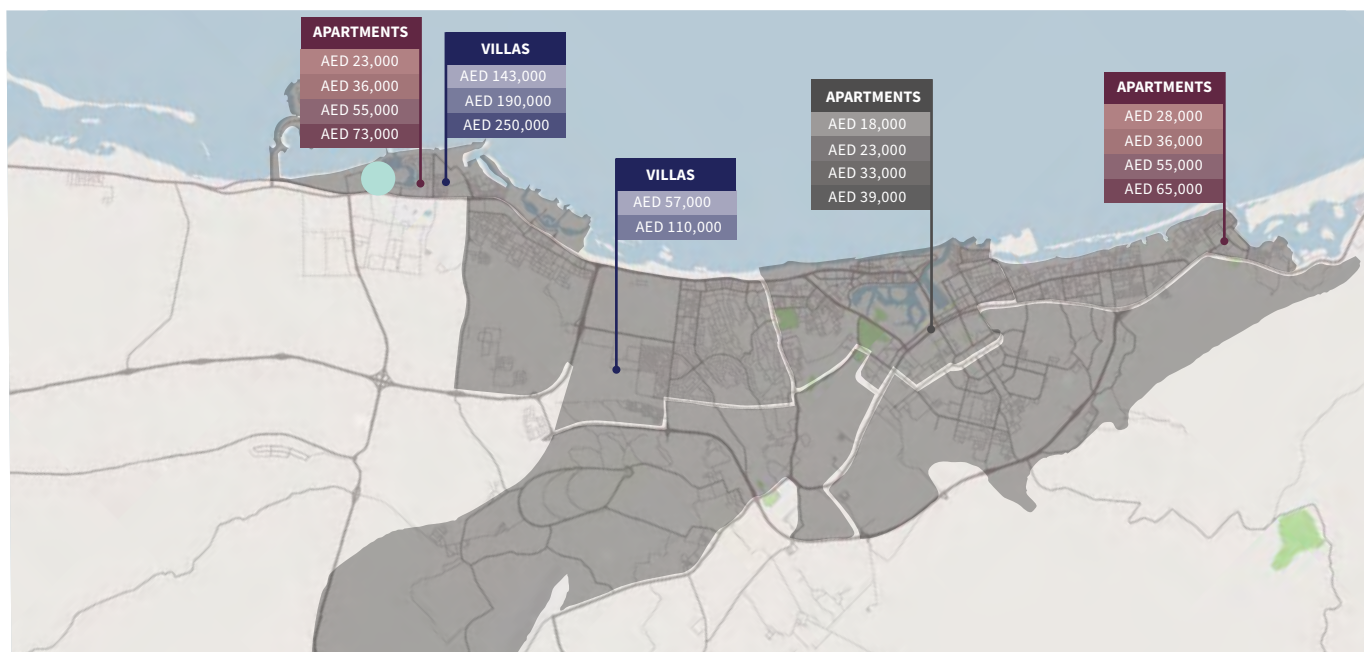 APARTMENTS
AED 23,000
AED 36,000
AED 55,000
AED 73,000
VILLAS
AED 143,000
AED 190,000
AED 250,000
VILLAS
AED 57,000
AED 110,000
APARTMENTS
AED 18,000
AED 23,000
AED 33,000
AED 39,000
APARTMENTS
AED 28,000
AED 36,000
AED 55,000
AED 65,000